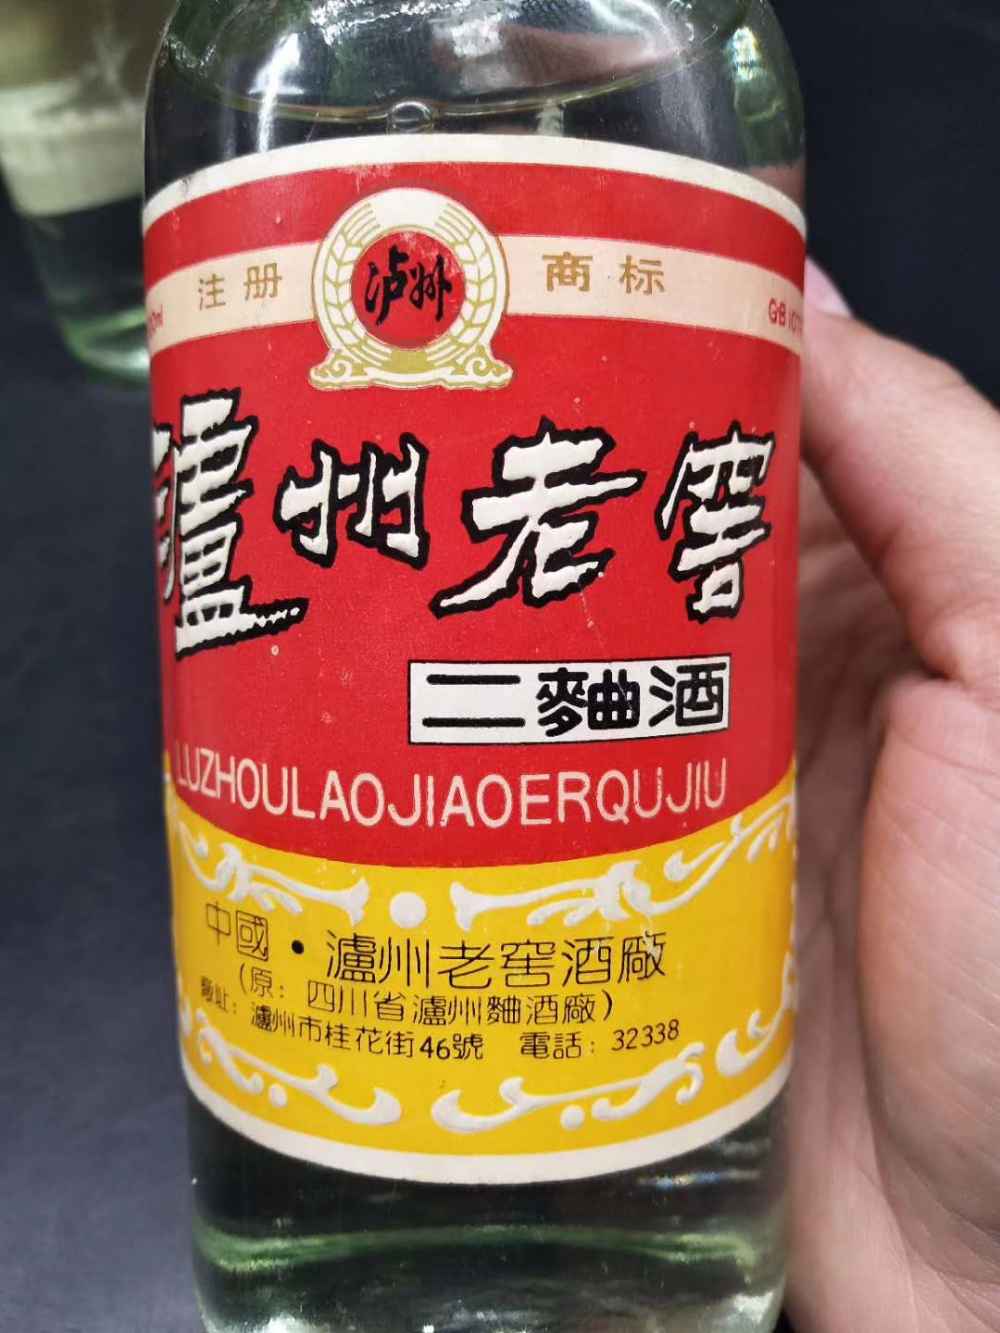 注册 泸州 商标
瀘州老窖
二麯酒
LUZHOULAOJIAOERQUJIU
中國·瀘州老窖酒廠
(原：四川省瀘州麯酒廠)
廠址：瀘州市桂花街46號 電話：32338